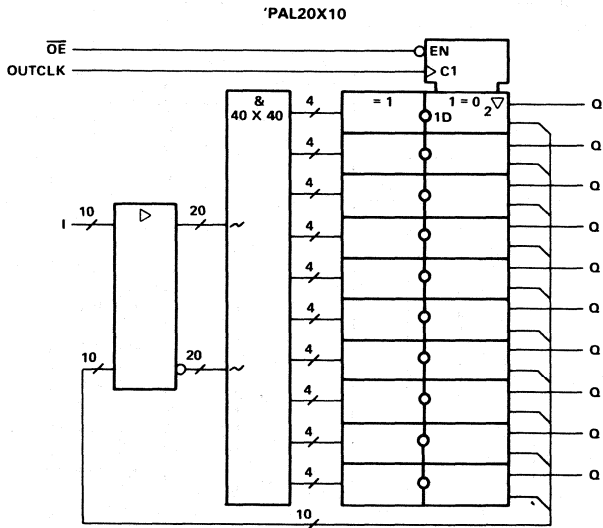 'PAL20X10
OE
EN
OUTCLK
C1
&
40 X 40
4
= 1
1 = 0
2
1D
Q
4
Q
4
Q
10
20
I
~
4
Q
4
Q
4
Q
10
20
~
4
Q
4
Q
4
Q
4
Q
10